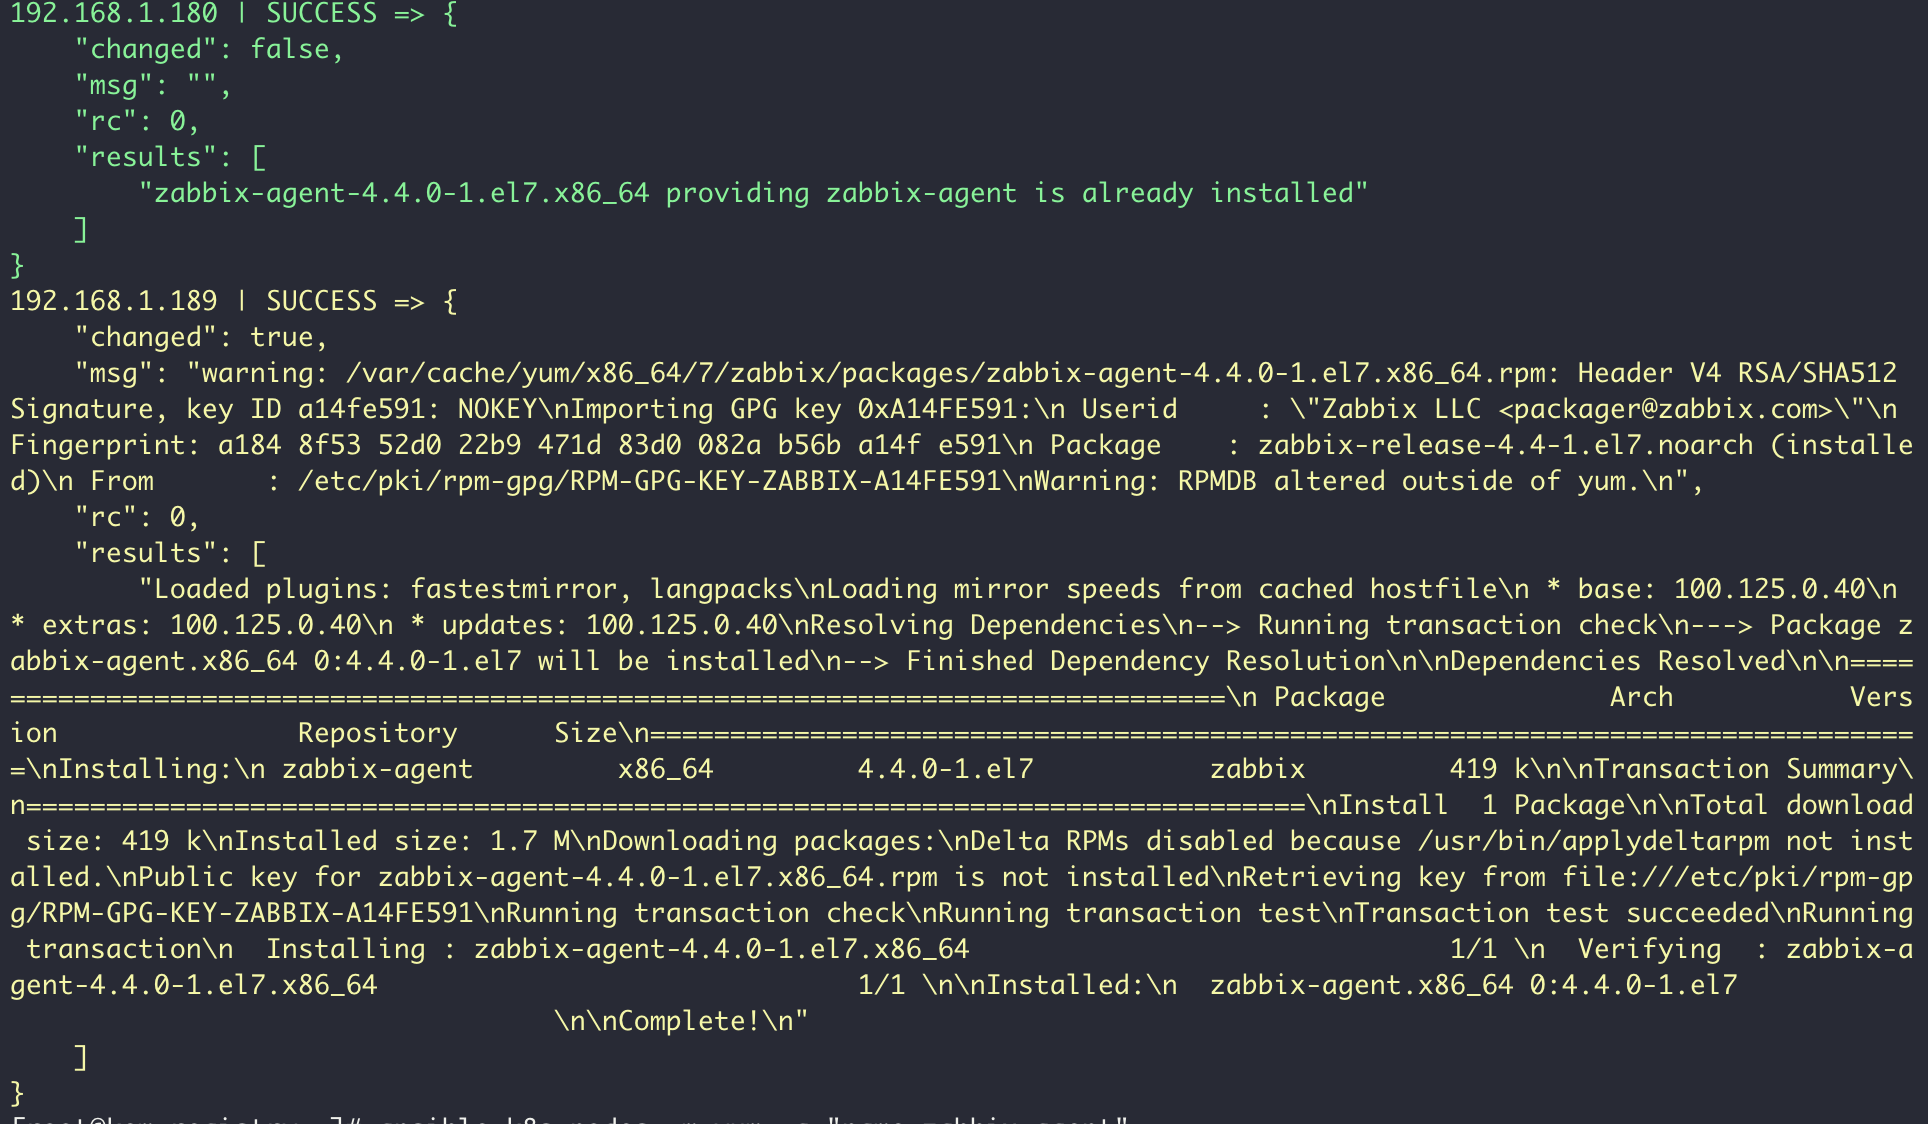 192.168.1.180 | SUCCESS => {
    "changed": false,
    "msg": "",
    "rc": 0,
    "results": [
        "zabbix-agent-4.4.0-1.el7.x86_64 providing zabbix-agent is already installed"
    ]
}
192.168.1.189 | SUCCESS => {
    "changed": true,
    "msg": "warning: /var/cache/yum/x86_64/7/zabbix/packages/zabbix-agent-4.4.0-1.el7.x86_64.rpm: Header V4 RSA/SHA512
Signature, key ID a14fe591: NOKEY\nImporting GPG key 0xA14FE591:\n Userid     : \"Zabbix LLC <packager@zabbix.com>\"\n
Fingerprint: a184 8f53 52d0 22b9 471d 83d0 082a b56b a14f e591\n Package    : zabbix-release-4.4-1.el7.noarch (installe
d)\n From       : /etc/pki/rpm-gpg/RPM-GPG-KEY-ZABBIX-A14FE591\nWarning: RPMDB altered outside of yum.\n",
    "rc": 0,
    "results": [
        "Loaded plugins: fastestmirror, langpacks\nLoading mirror speeds from cached hostfile\n * base: 100.125.0.40\n
* extras: 100.125.0.40\n * updates: 100.125.0.40\nResolving Dependencies\n--> Running transaction check\n---> Package z
abbix-agent.x86_64 0:4.4.0-1.el7 will be installed\n--> Finished Dependency Resolution\n\nDependencies Resolved\n\n====
============================================================================\n Package              Arch           Vers
ion               Repository      Size\n===============================================================================
=\nInstalling:\n zabbix-agent         x86_64         4.4.0-1.el7           zabbix         419 k\n\nTransaction Summary\
n================================================================================\nInstall  1 Package\n\nTotal download
 size: 419 k\nInstalled size: 1.7 M\nDownloading packages:\nDelta RPMs disabled because /usr/bin/applydeltarpm not inst
alled.\nPublic key for zabbix-agent-4.4.0-1.el7.x86_64.rpm is not installed\nRetrieving key from file:///etc/pki/rpm-gp
g/RPM-GPG-KEY-ZABBIX-A14FE591\nRunning transaction check\nRunning transaction test\nTransaction test succeeded\nRunning
 transaction\n  Installing : zabbix-agent-4.4.0-1.el7.x86_64                              1/1 \n  Verifying  : zabbix-a
gent-4.4.0-1.el7.x86_64                              1/1 \n\nInstalled:\n  zabbix-agent.x86_64 0:4.4.0-1.el7
                                  \n\nComplete!\n"
    ]
}